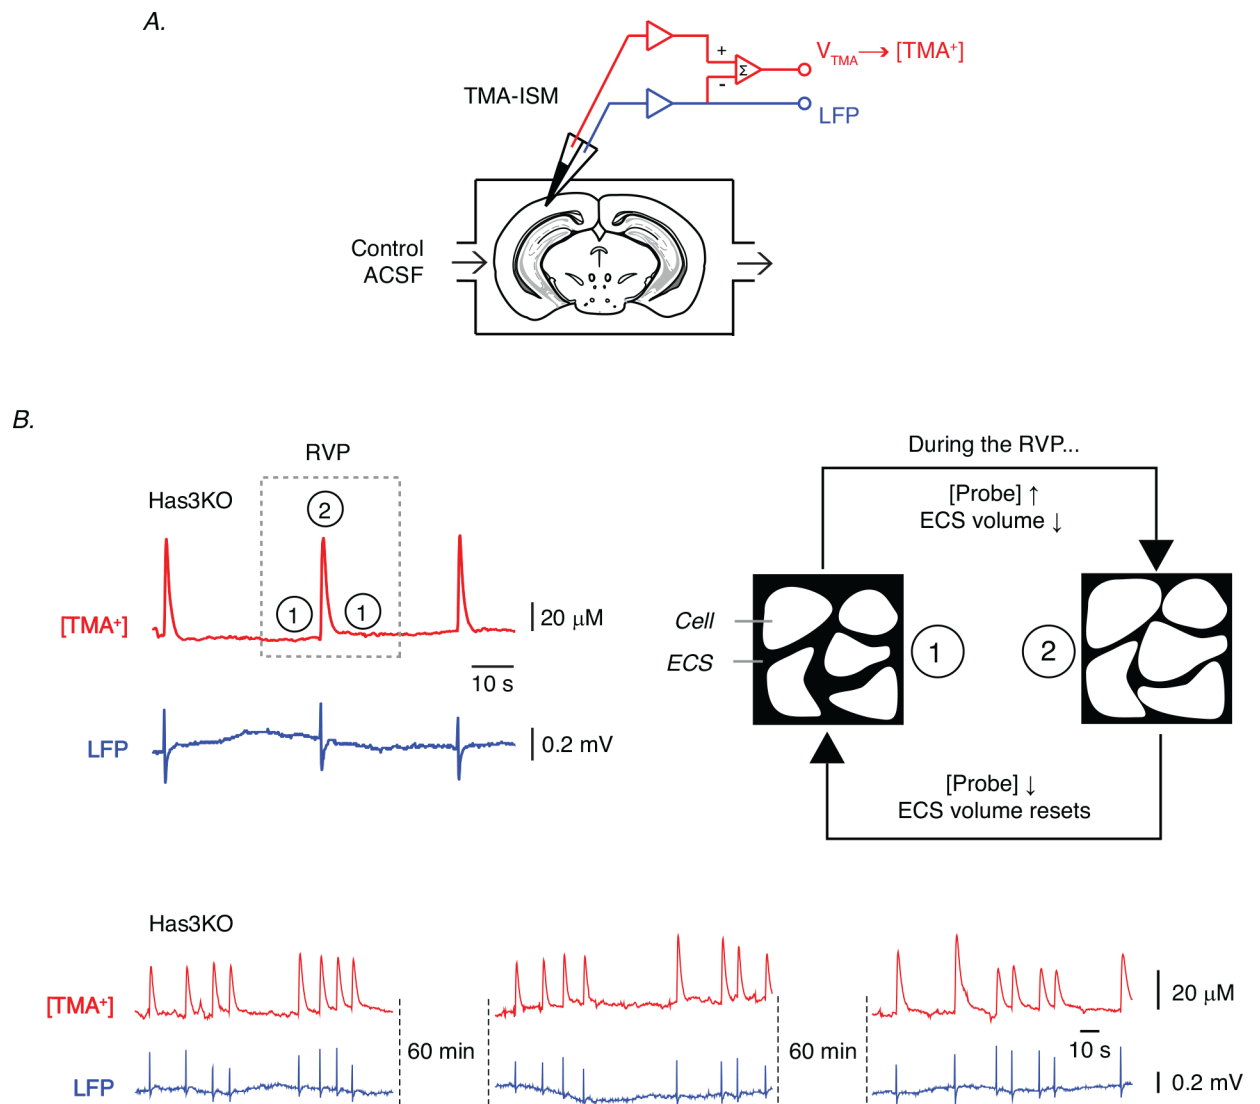 A.
V_TMA → [TMA⁺]
+
Σ
-
LFP
TMA-ISM
Control
ACSF
B.
RVP
Has3KO
2
1
1
[TMA⁺]
20 µM
10 s
LFP
0.2 mV
During the RVP...
[Probe] ↑
ECS volume ↓
Cell
ECS
1
2
[Probe] ↓
ECS volume resets
Has3KO
[TMA⁺]
20 µM
10 s
60 min
60 min
LFP
0.2 mV